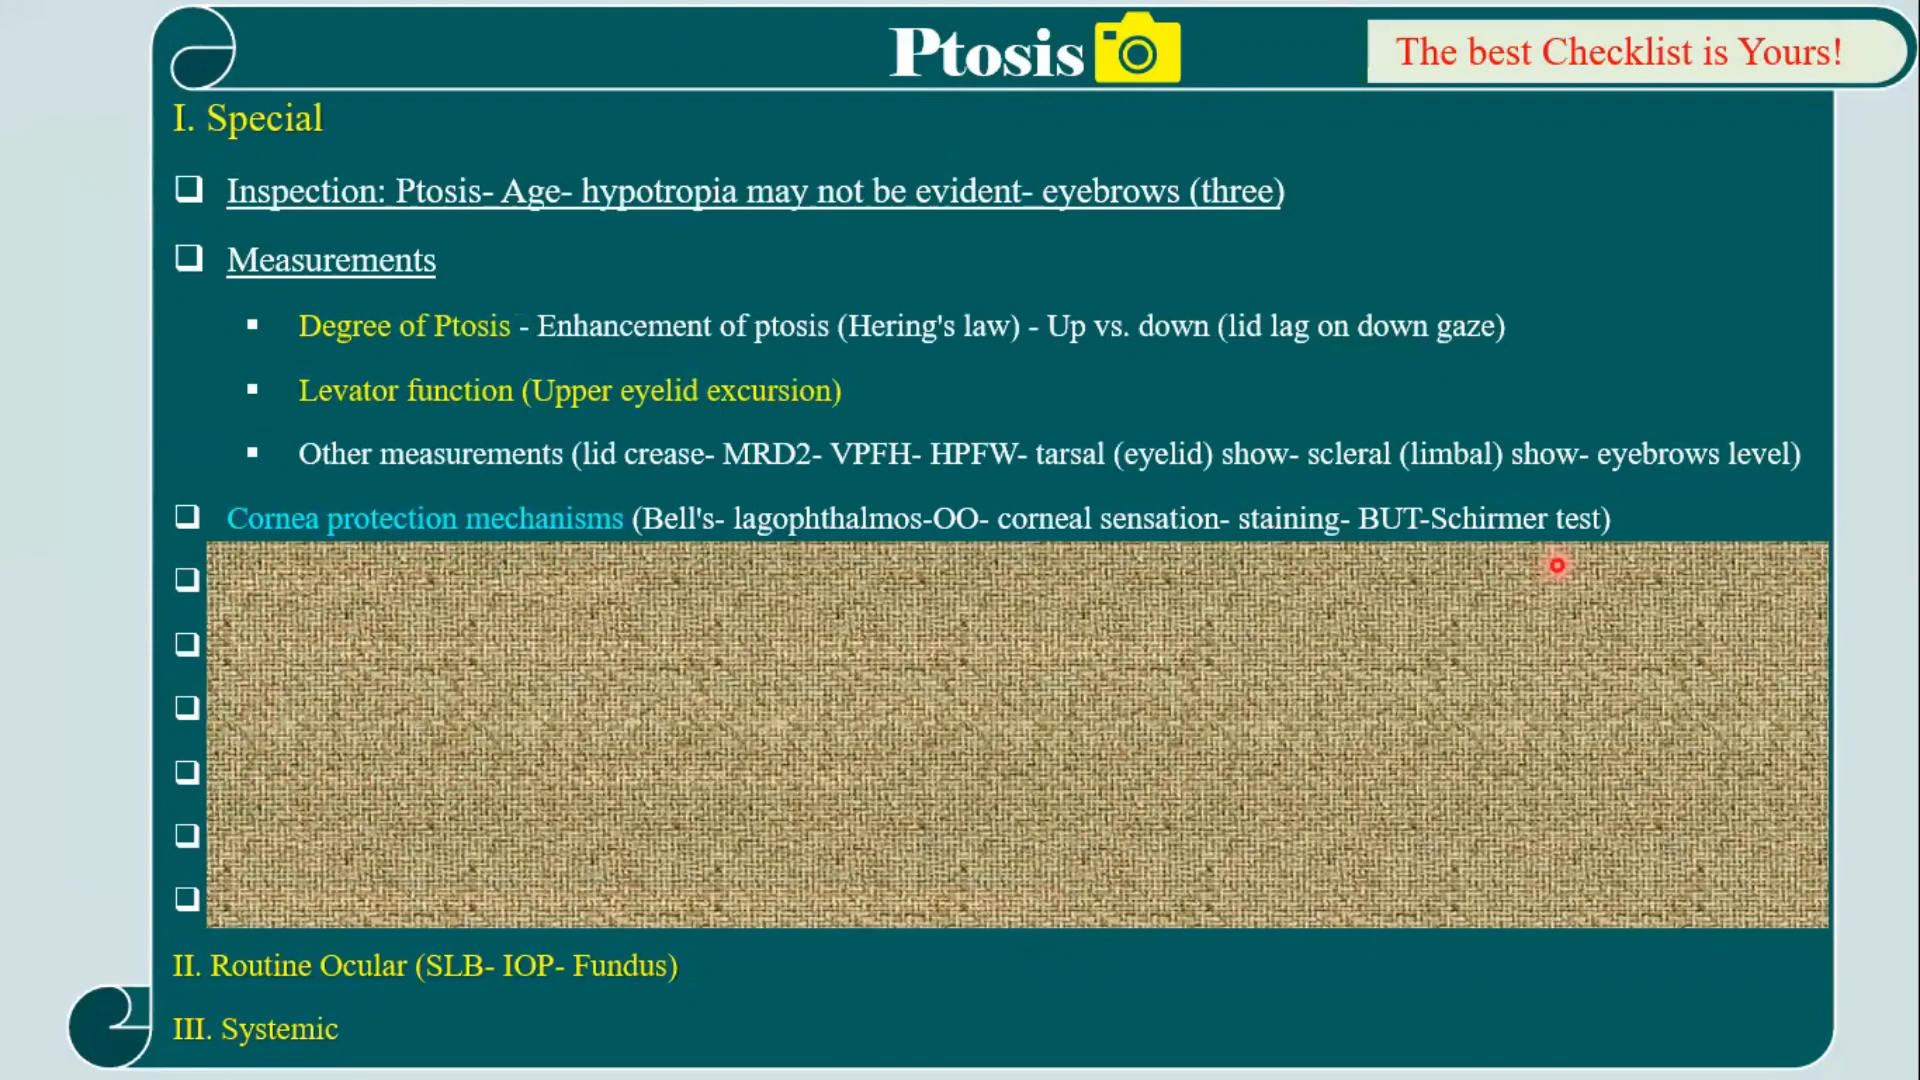 Ptosis
The best Checklist is Yours!
I. Special
Inspection: Ptosis- Age- hypotropia may not be evident- eyebrows (three)
Measurements
Degree of Ptosis - Enhancement of ptosis (Hering's law) - Up vs. down (lid lag on down gaze)
Levator function (Upper eyelid excursion)
Other measurements (lid crease- MRD2- VPFH- HPFW- tarsal (eyelid) show- scleral (limbal) show- eyebrows level)
Cornea protection mechanisms (Bell's- lagophthalmos-OO- corneal sensation- staining- BUT-Schirmer test)
II. Routine Ocular (SLB- IOP- Fundus)
III. Systemic